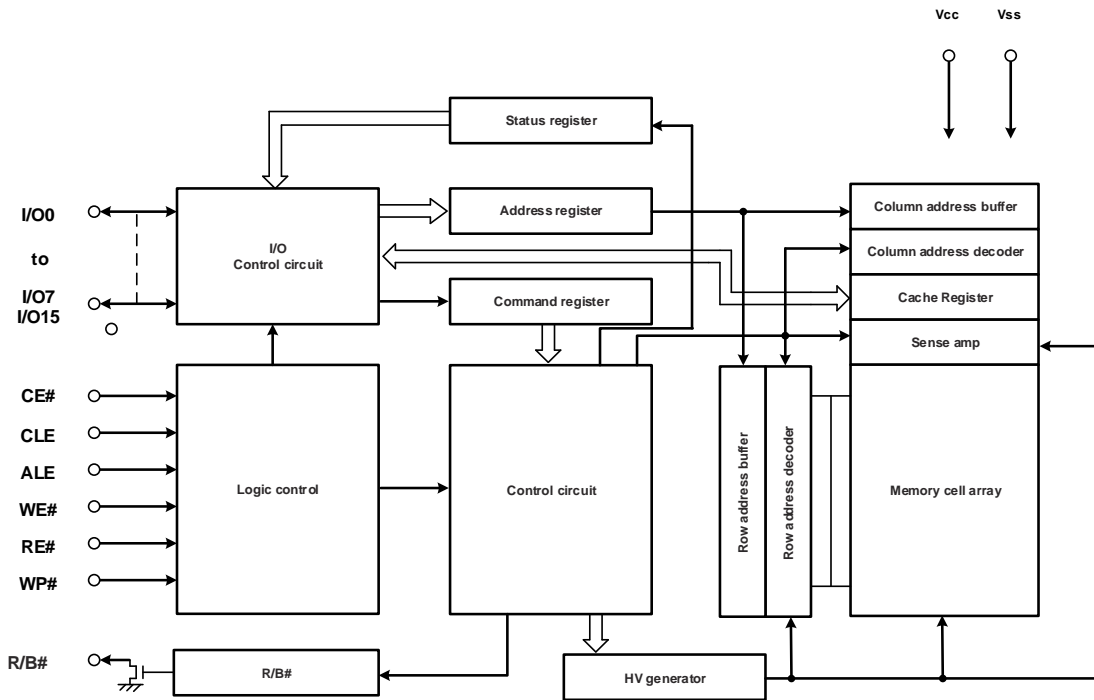 Vcc
Vss
Status register
I/O0
to
I/O7
I/O15
I/O
Control circuit
Address register
Command register
Column address buffer
Column address decoder
Cache Register
Sense amp
CE#
CLE
ALE
WE#
RE#
WP#
Logic control
Control circuit
Row address buffer
Row address decoder
Memory cell array
R/B#
R/B#
HV generator